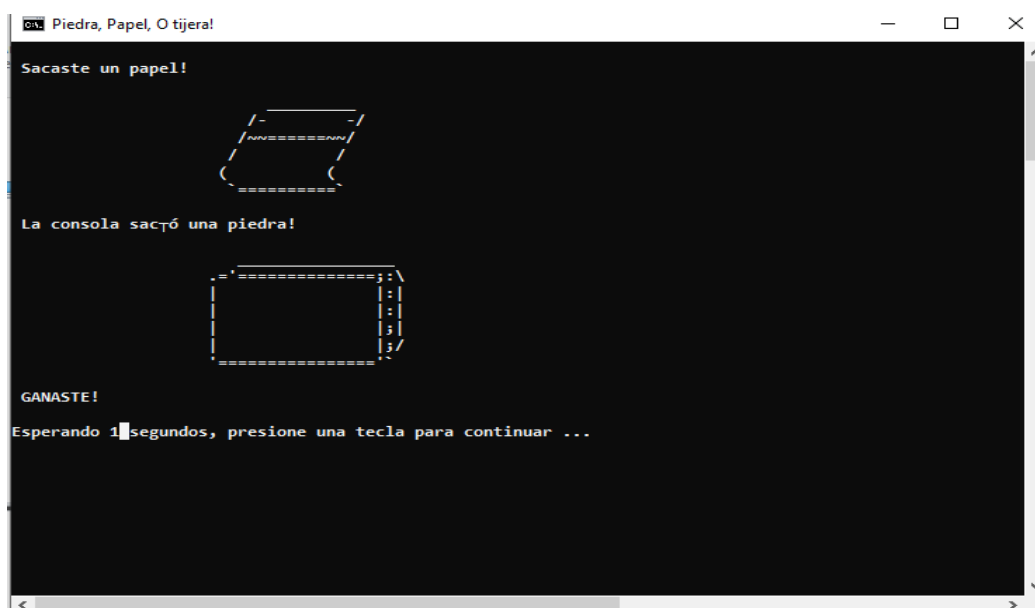 Piedra, Papel, O tijera!
Sacaste un papel!
La consola sac┬ó una piedra!
GANASTE!
Esperando 1 segundos, presione una tecla para continuar ...